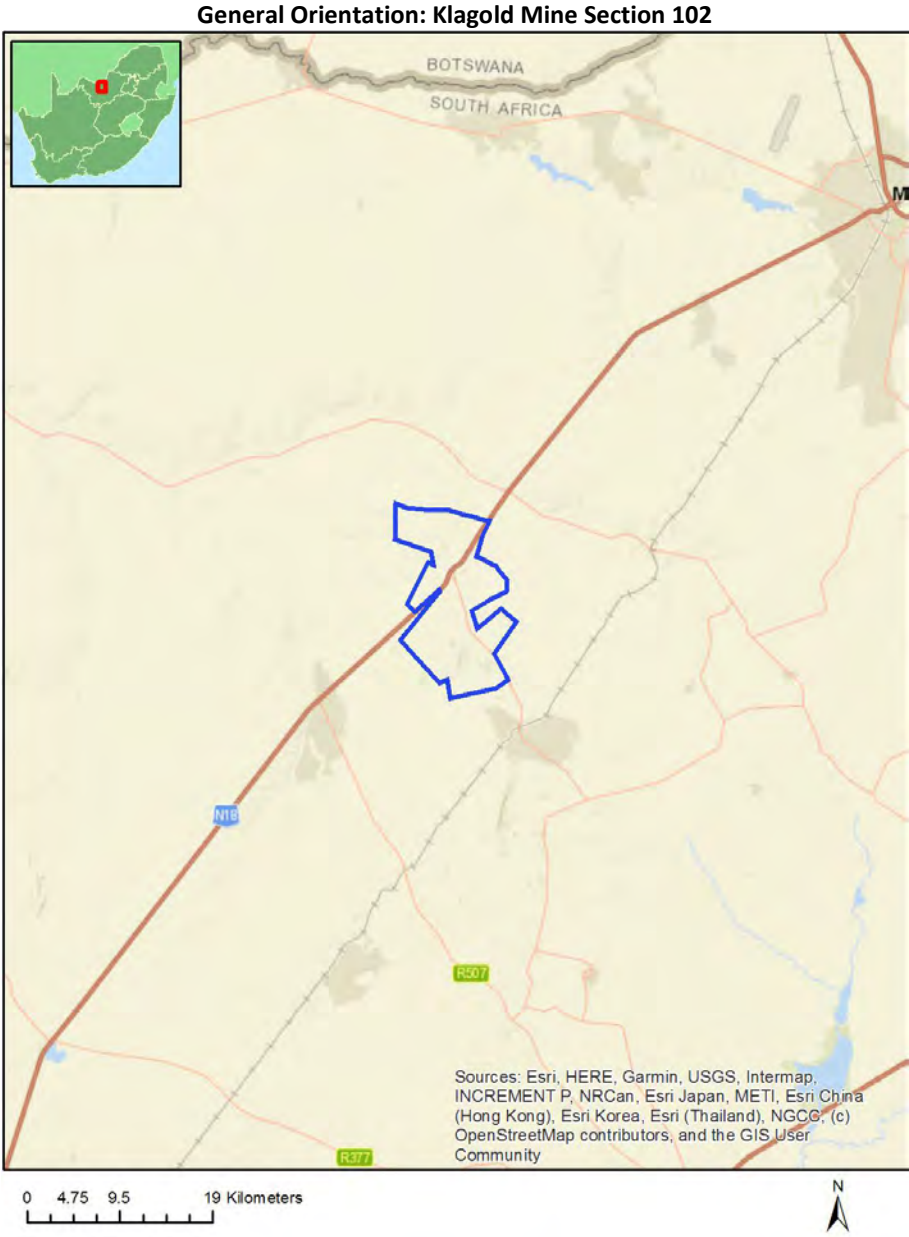 General Orientation: Klagold Mine Section 102
BOTSWANA
SOUTH AFRICA
M
N18
R507
Sources: Esri, HERE, Garmin, USGS, Intermap,
INCREMENT P, NRCan, Esri Japan, METI, Esri China
(Hong Kong), Esri Korea, Esri (Thailand), NGCC, (c)
OpenStreetMap contributors, and the GIS User
Community
R377
0 4.75 9.5 19 Kilometers
N